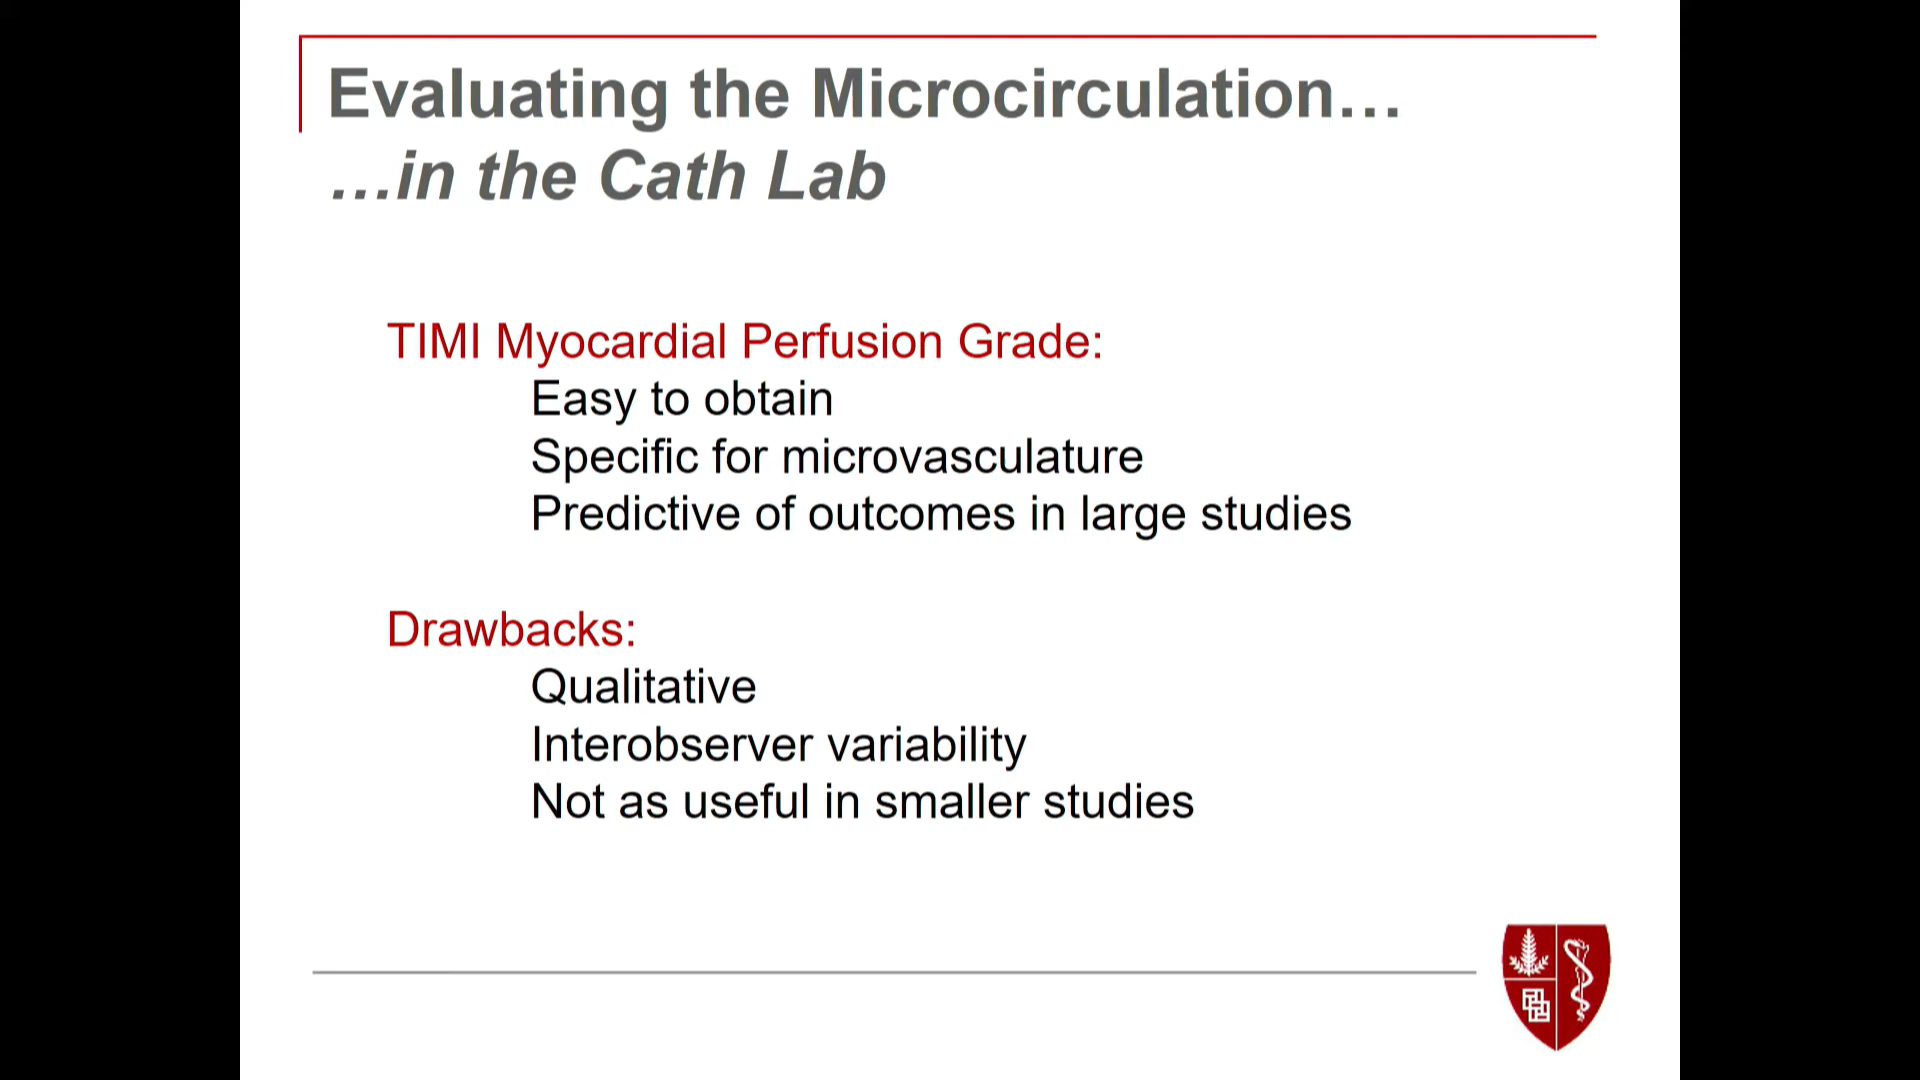 Evaluating the Microcirculation…
…in the Cath Lab
TIMI Myocardial Perfusion Grade:
Easy to obtain
Specific for microvasculature
Predictive of outcomes in large studies
Drawbacks:
Qualitative
Interobserver variability
Not as useful in smaller studies